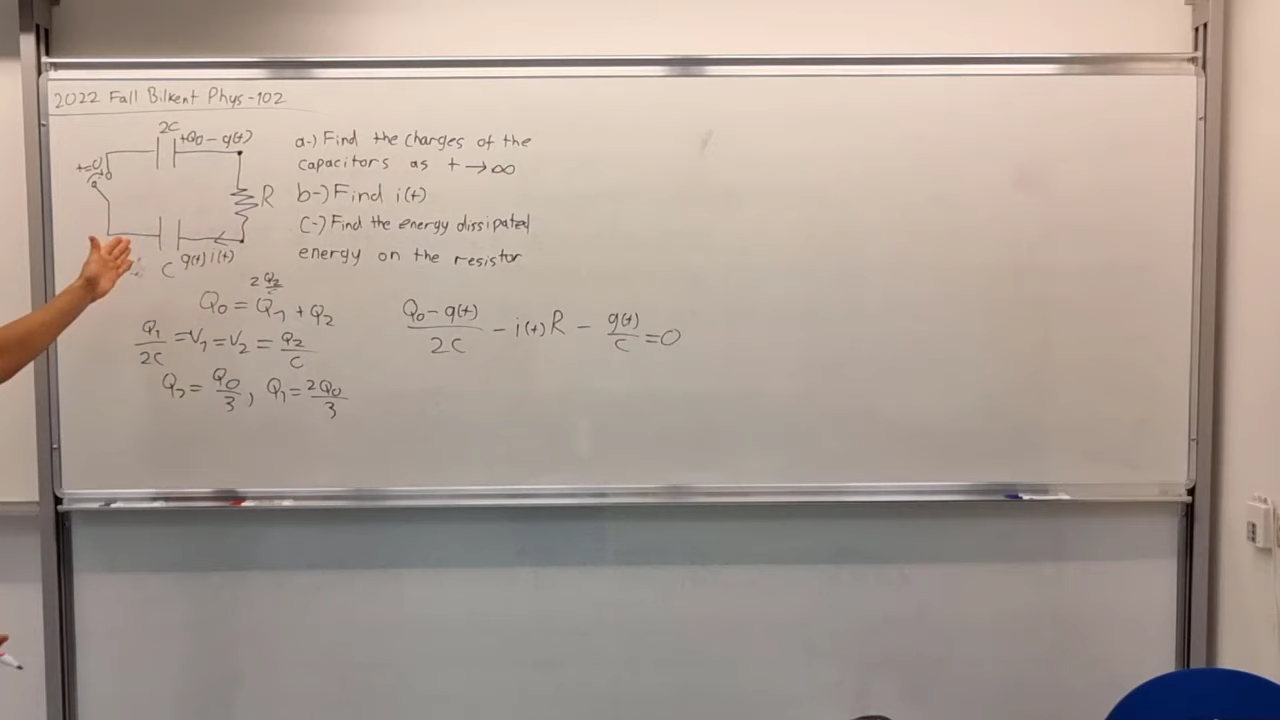 2022 Fall Bilkent Phys-102
2C
+Q0 - q(t)
t=0
R
C
q(t) i(t)
a-) Find the charges of the
capacitors as t → ∞
b-) Find i(t)
c-) Find the energy dissipated
energy on the resistor
2 Q2/C
Q0 = Q1 + Q2
Q1/2C = V1 = V2 = Q2/C
Q2 = Q0/3, Q1 = 2Q0/3
(Q0 - q(t))/2C - i(t)R - q(t)/C = 0